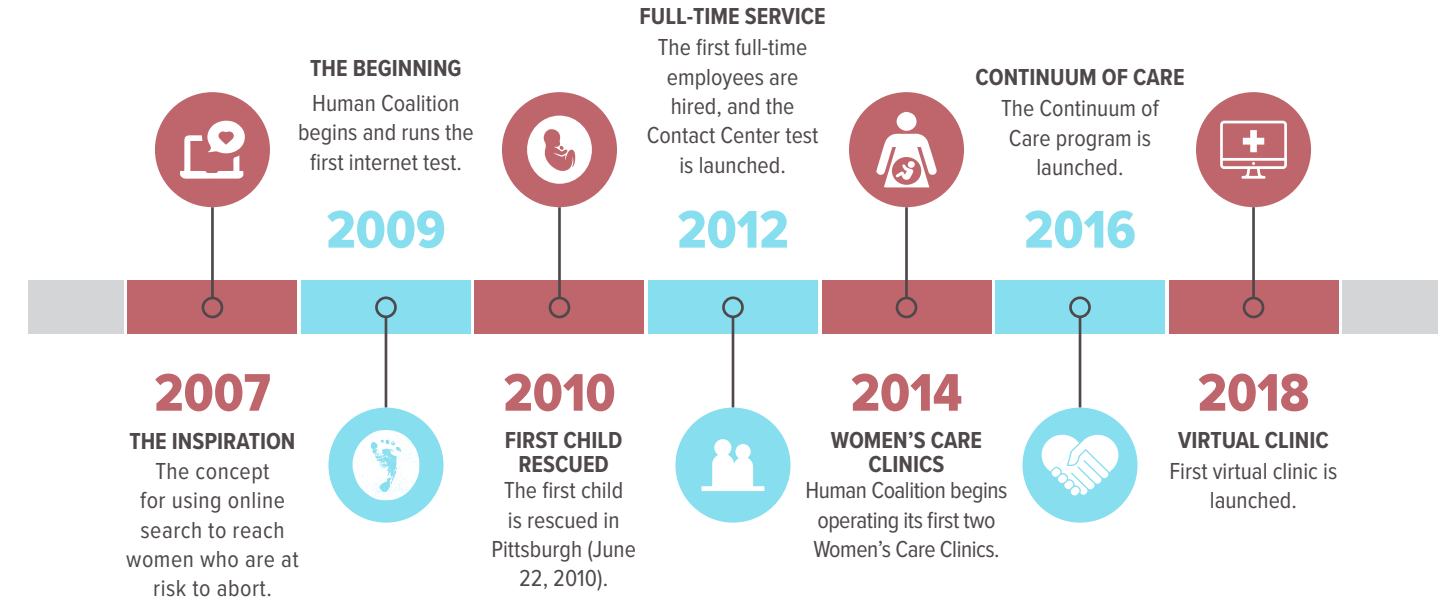 THE INSPIRATION
2007
The concept
for using online
search to reach
women who are at
risk to abort.
THE BEGINNING
Human Coalition
begins and runs the
first internet test.
2009
2010
FIRST CHILD
RESCUED
The first child
is rescued in
Pittsburgh (June
22, 2010).
FULL-TIME SERVICE
The first full-time
employees are
hired, and the
Contact Center test
is launched.
2012
2014
WOMEN’S CARE
CLINICS
Human Coalition begins
operating its first two
Women’s Care Clinics.
CONTINUUM OF CARE
The Continuum of
Care program is
launched.
2016
2018
VIRTUAL CLINIC
First virtual clinic is
launched.